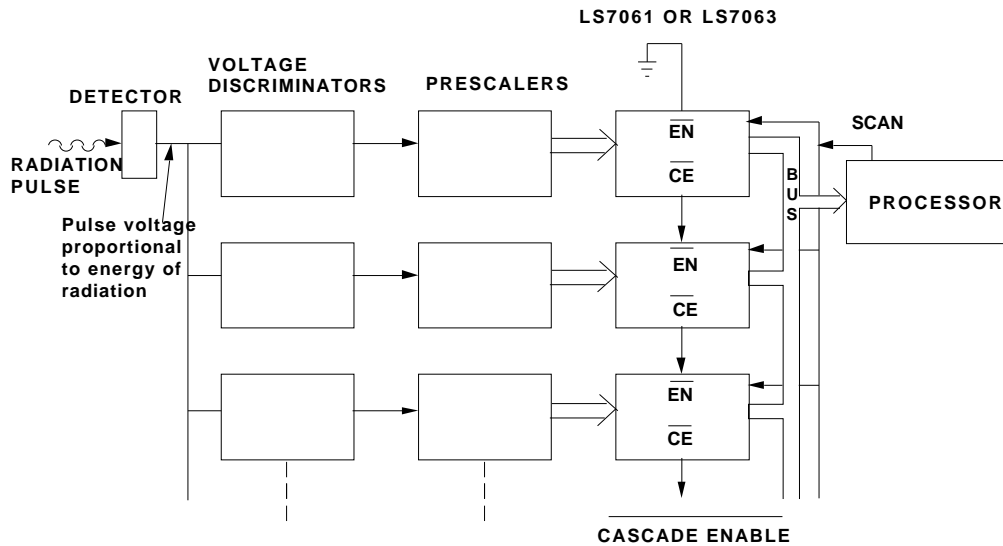 LS7061 OR LS7063
VOLTAGE
DISCRIMINATORS
PRESCALERS
DETECTOR
RADIATION
PULSE
Pulse voltage
proportional
to energy of
radiation
EN
CE
EN
CE
EN
CE
SCAN
BUS
PROCESSOR
CASCADE ENABLE